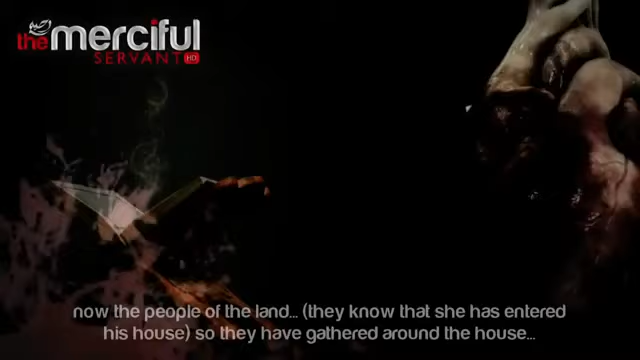 the merciful
SERVANT HD
now the people of the land... (they know that she has entered
his house) so they have gathered around the house...